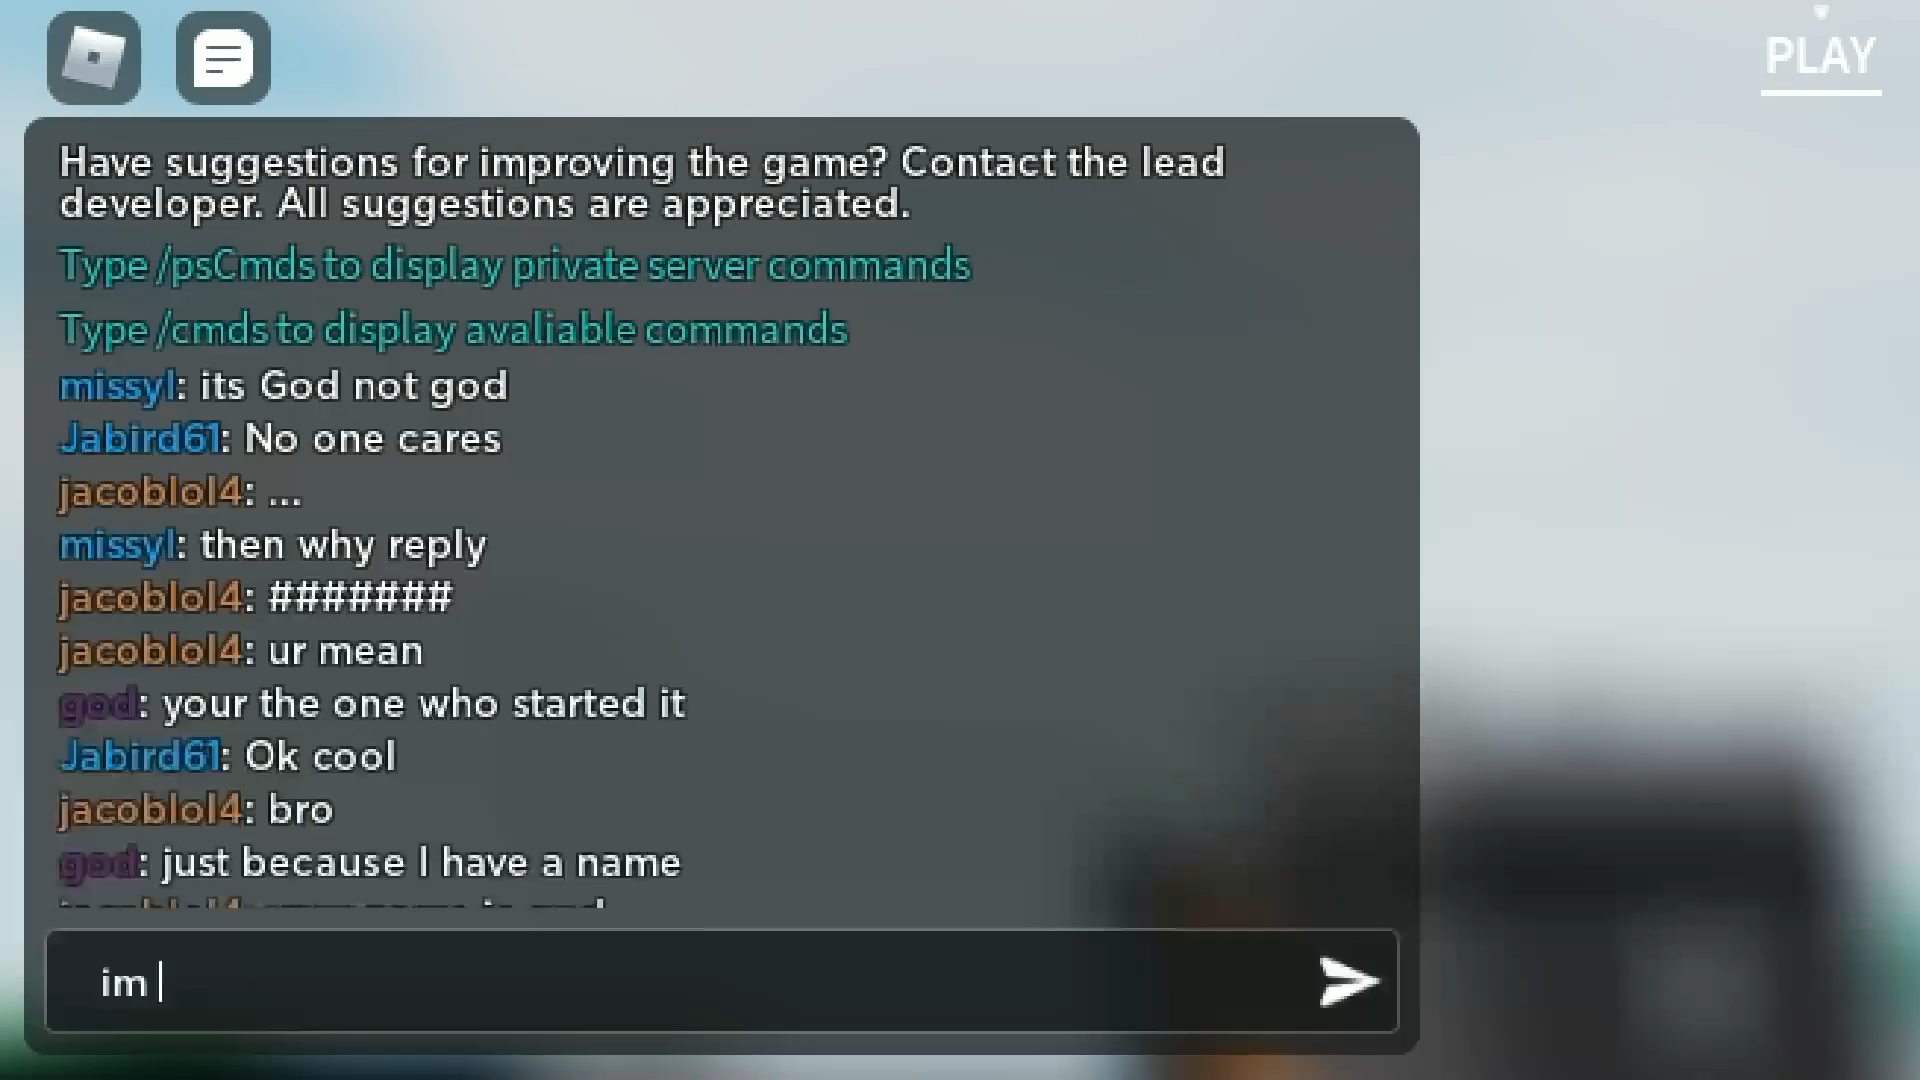 PLAY
Have suggestions for improving the game? Contact the lead
developer. All suggestions are appreciated.
Type /psCmds to display private server commands
Type /cmds to display avaliable commands
missyl: its God not god
Jabird61: No one cares
jacoblol4: ...
missyl: then why reply
jacoblol4: #######
jacoblol4: ur mean
god: your the one who started it
Jabird61: Ok cool
jacoblol4: bro
god: just because I have a name
im